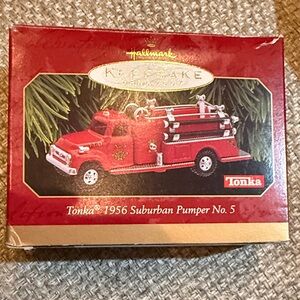 Hallmark
KEEPSAKE
Tonka
Tonka® 1956 Suburban Pumper No. 5